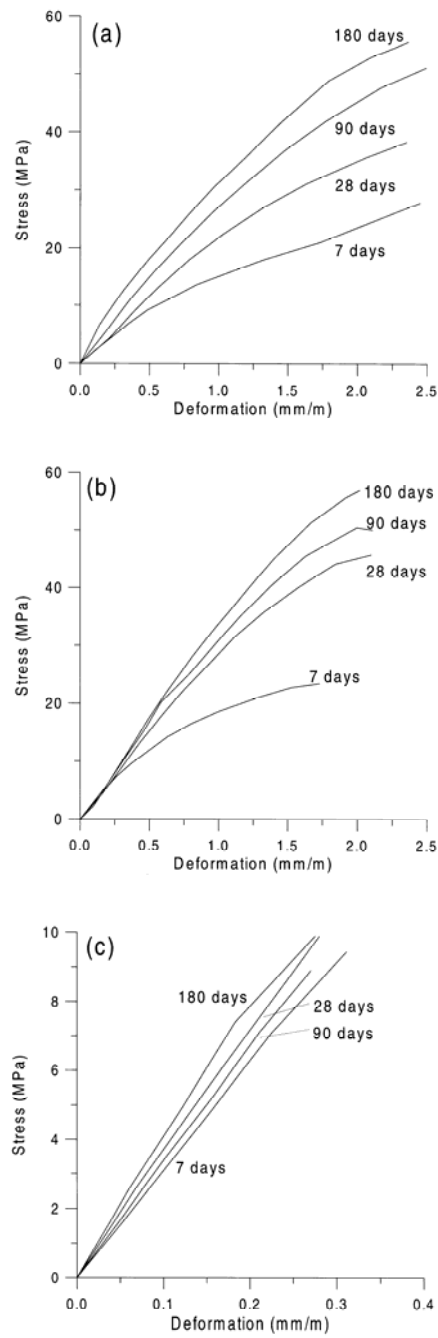 (a)
60
40
20
0
Stress (MPa)
180 days
90 days
28 days
7 days
0.0 0.5 1.0 1.5 2.0 2.5
Deformation (mm/m)
(b)
60
40
20
0
Stress (MPa)
180 days
90 days
28 days
7 days
0.0 0.5 1.0 1.5 2.0 2.5
Deformation (mm/m)
(c)
10
8
6
4
2
0
Stress (MPa)
180 days
28 days
90 days
7 days
0.0 0.1 0.2 0.3 0.4
Deformation (mm/m)